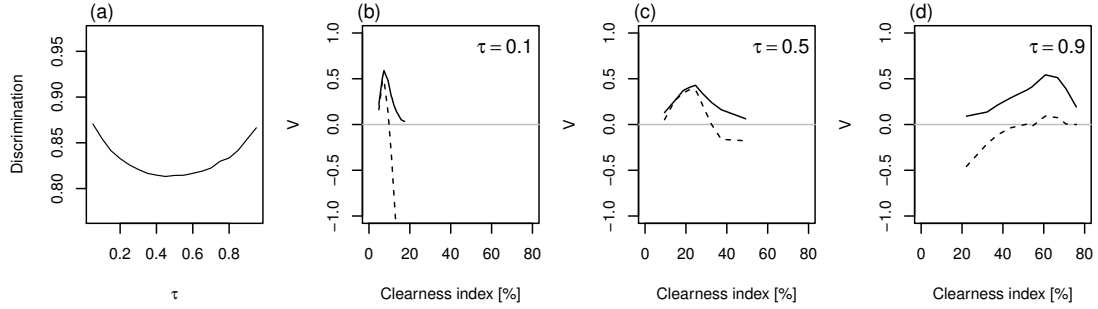 (a)
Discrimination
0.95
0.90
0.85
0.80
0.2 0.4 0.6 0.8
τ
(b)
τ = 0.1
V
1.0
0.5
0.0
−0.5
−1.0
0 20 40 60 80
Clearness index [%]
(c)
τ = 0.5
V
1.0
0.5
0.0
−0.5
−1.0
0 20 40 60 80
Clearness index [%]
(d)
τ = 0.9
V
1.0
0.5
0.0
−0.5
−1.0
0 20 40 60 80
Clearness index [%]